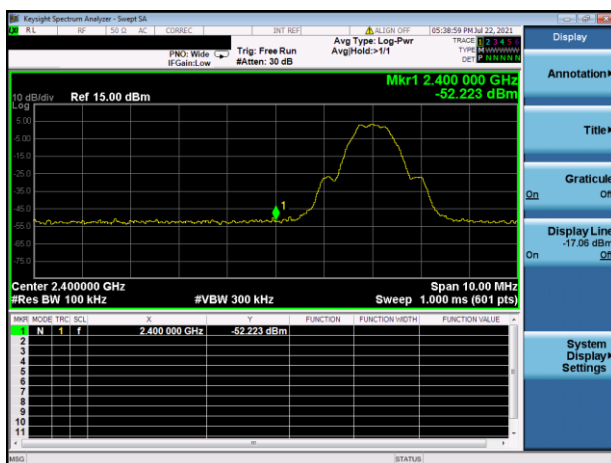 Keysight Spectrum Analyzer - Swept SA
RL RF 50 Ω AC CORREC INT REF ALIGN OFF 05:38:59 PM Jul 22, 2021
PNO: Wide Trig: Free Run Avg Type: Log-Pwr TRACE 1 2 3 4 5 6
IFGain:Low #Atten: 30 dB Avg|Hold:>1/1 TYPE MWWWWW
DET P N N N N N
Mkr1 2.400 000 GHz
10 dB/div Ref 15.00 dBm -52.223 dBm
Log
5.00
-5.00
-15.0
-25.0
-35.0
-45.0
-55.0
-65.0
-75.0
1
Center 2.400000 GHz Span 10.00 MHz
#Res BW 100 kHz #VBW 300 kHz Sweep 1.000 ms (601 pts)
MKR MODE TRC SCL X Y FUNCTION FUNCTION WIDTH FUNCTION VALUE
1 N 1 f 2.400 000 GHz -52.223 dBm
2
3
4
5
6
7
8
9
10
11
MSG STATUS
Display
Annotation
Title
Graticule
On Off
Display Line
-17.06 dBm
On Off
System
Display
Settings